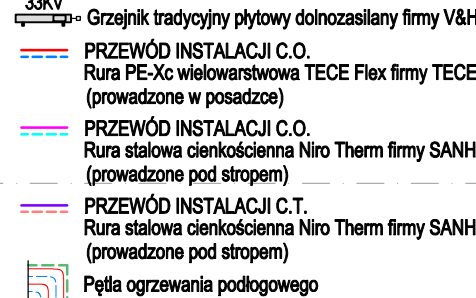 33KV
Grzejnik tradycyjny płytowy dolnozasilany firmy V&H
PRZEWÓD INSTALACJI C.O.
Rura PE-Xc wielowarstwowa TECE Flex firmy TECE
(prowadzone w posadzce)
PRZEWÓD INSTALACJI C.O.
Rura stalowa cienkościenna Niro Therm firmy SANH
(prowadzone pod stropem)
PRZEWÓD INSTALACJI C.T.
Rura stalowa cienkościenna Niro Therm firmy SANH
(prowadzone pod stropem)
Pętla ogrzewania podłogowego